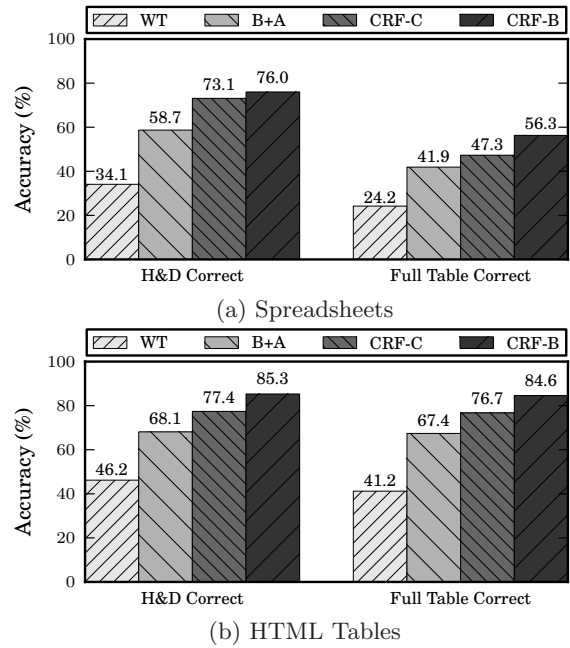 WT B+A CRF-C CRF-B
100
80
60
40
20
0
Accuracy (%)
34.1 58.7 73.1 76.0 24.2 41.9 47.3 56.3
H&D Correct Full Table Correct
(a) Spreadsheets
WT B+A CRF-C CRF-B
100
80
60
40
20
0
Accuracy (%)
46.2 68.1 77.4 85.3 41.2 67.4 76.7 84.6
H&D Correct Full Table Correct
(b) HTML Tables